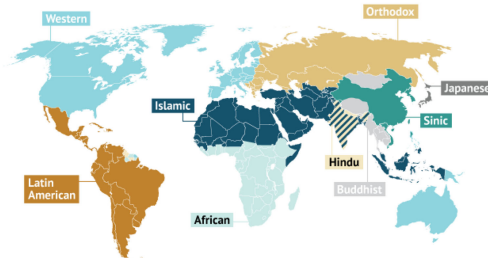 Orthodox
Western
Japanese
Islamic
Sinic
Hindu
Latin
American
Buddhist
African